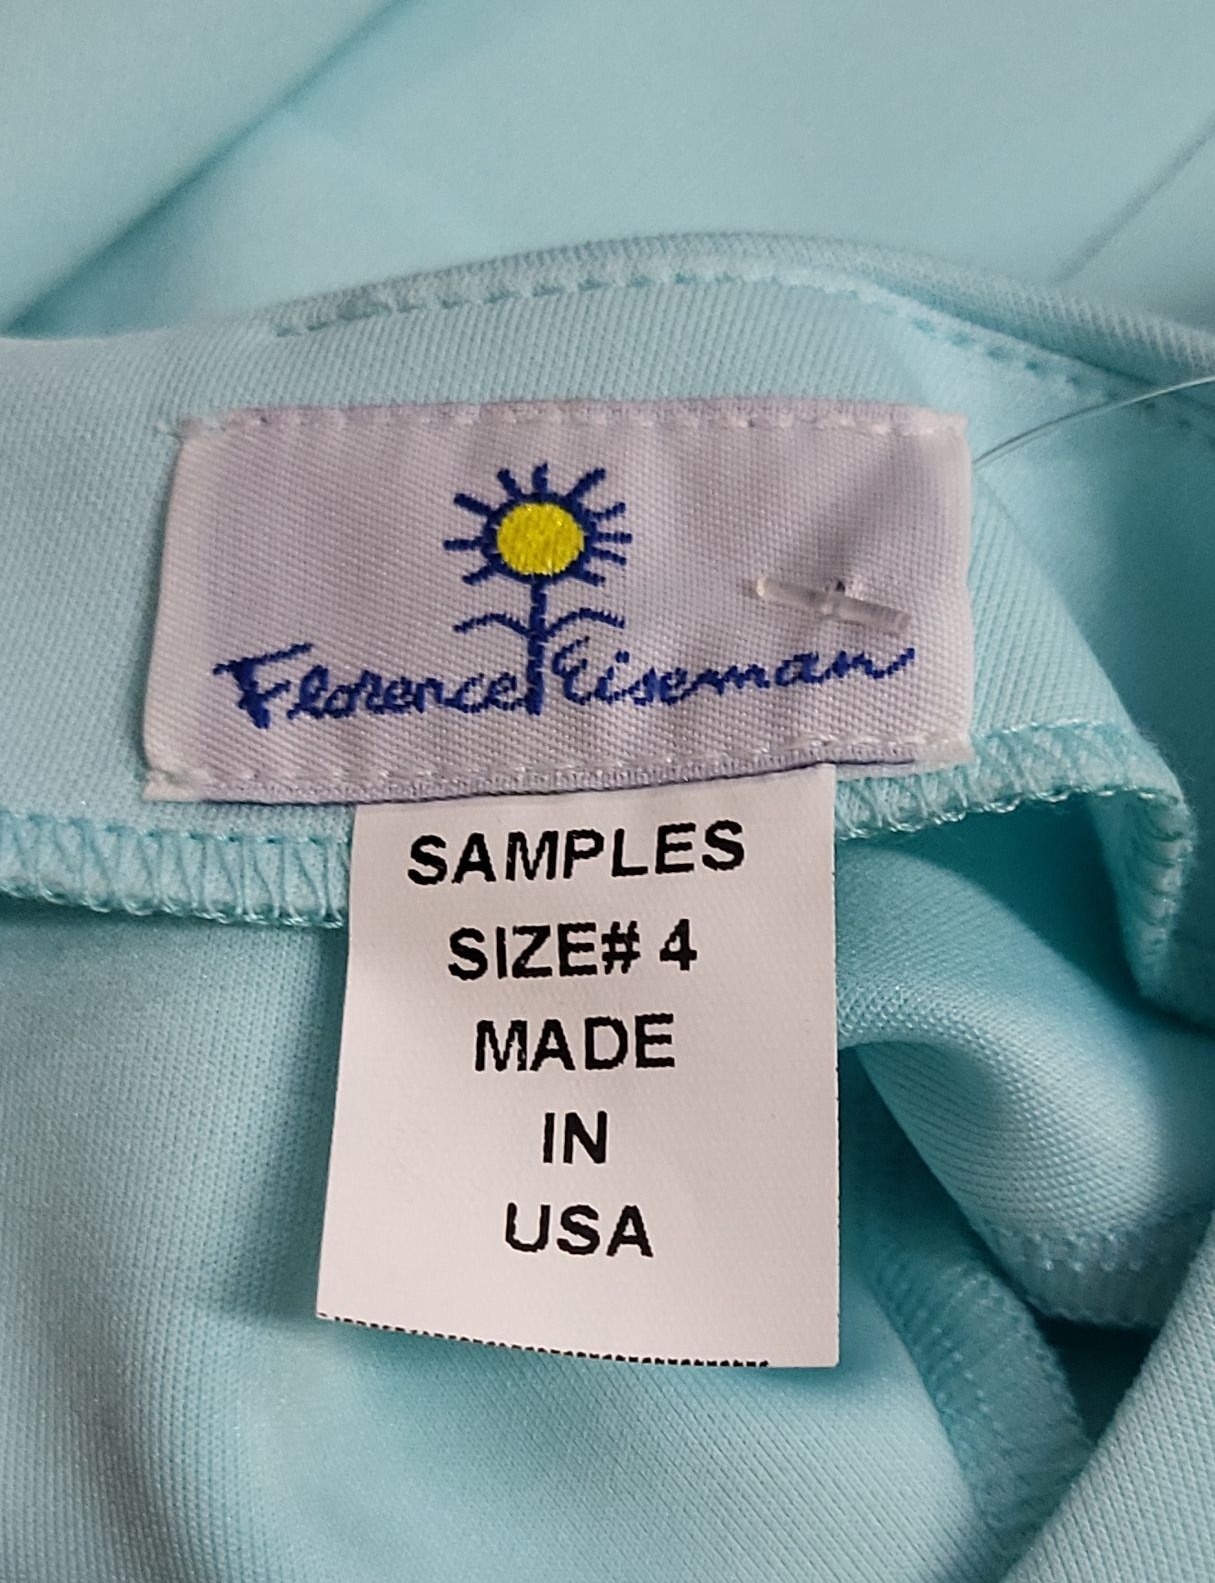 Florence Eiseman
SAMPLES
SIZE# 4
MADE
IN
USA